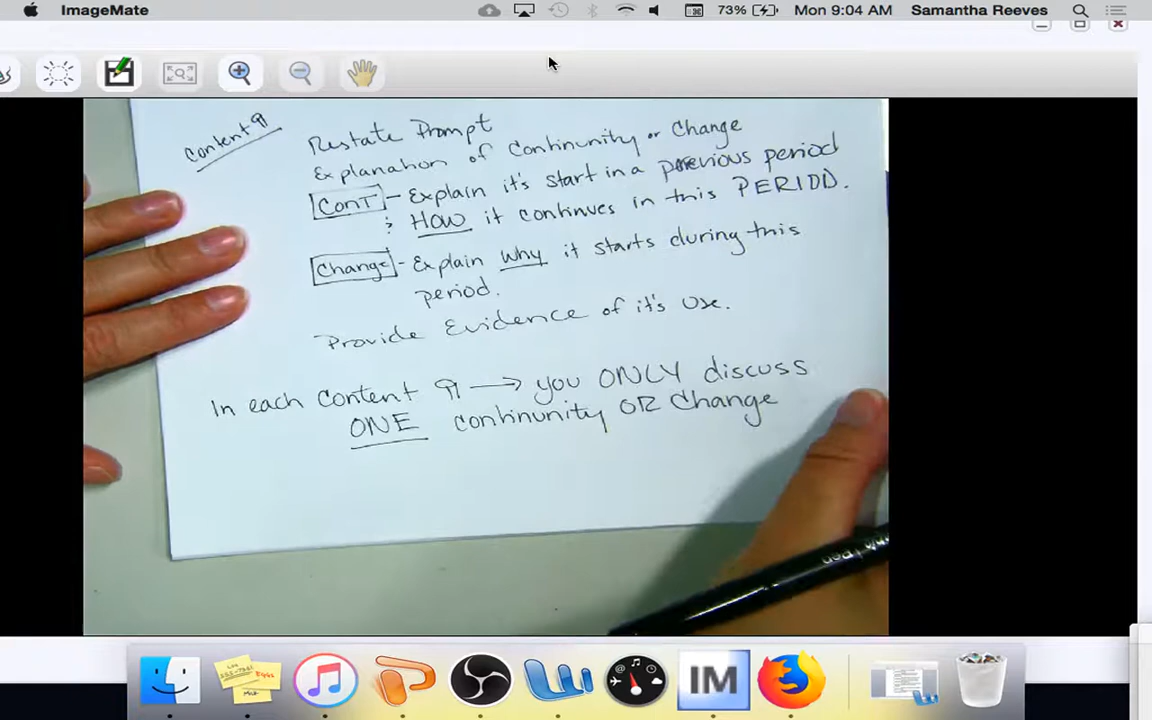 ImageMate
73%
Mon 9:04 AM
Samantha Reeves
Content ¶
Restate Prompt
Explanation of Continunity or Change
ConT - Explain it's start in a previous period
: HOW it continues in this PERIOD.
Change - Explain why it starts during this
period.
Provide Evidence of it's Use.
In each Content ¶ → you ONLY discuss
ONE continunity OR Change
IM